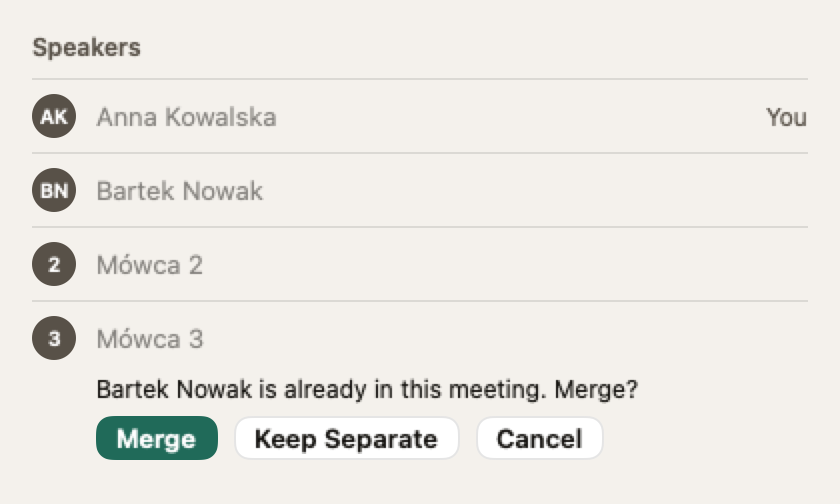 Speakers
AK Anna Kowalska You
BN Bartek Nowak
2 Mówca 2
3 Mówca 3
Bartek Nowak is already in this meeting. Merge?
Merge Keep Separate Cancel